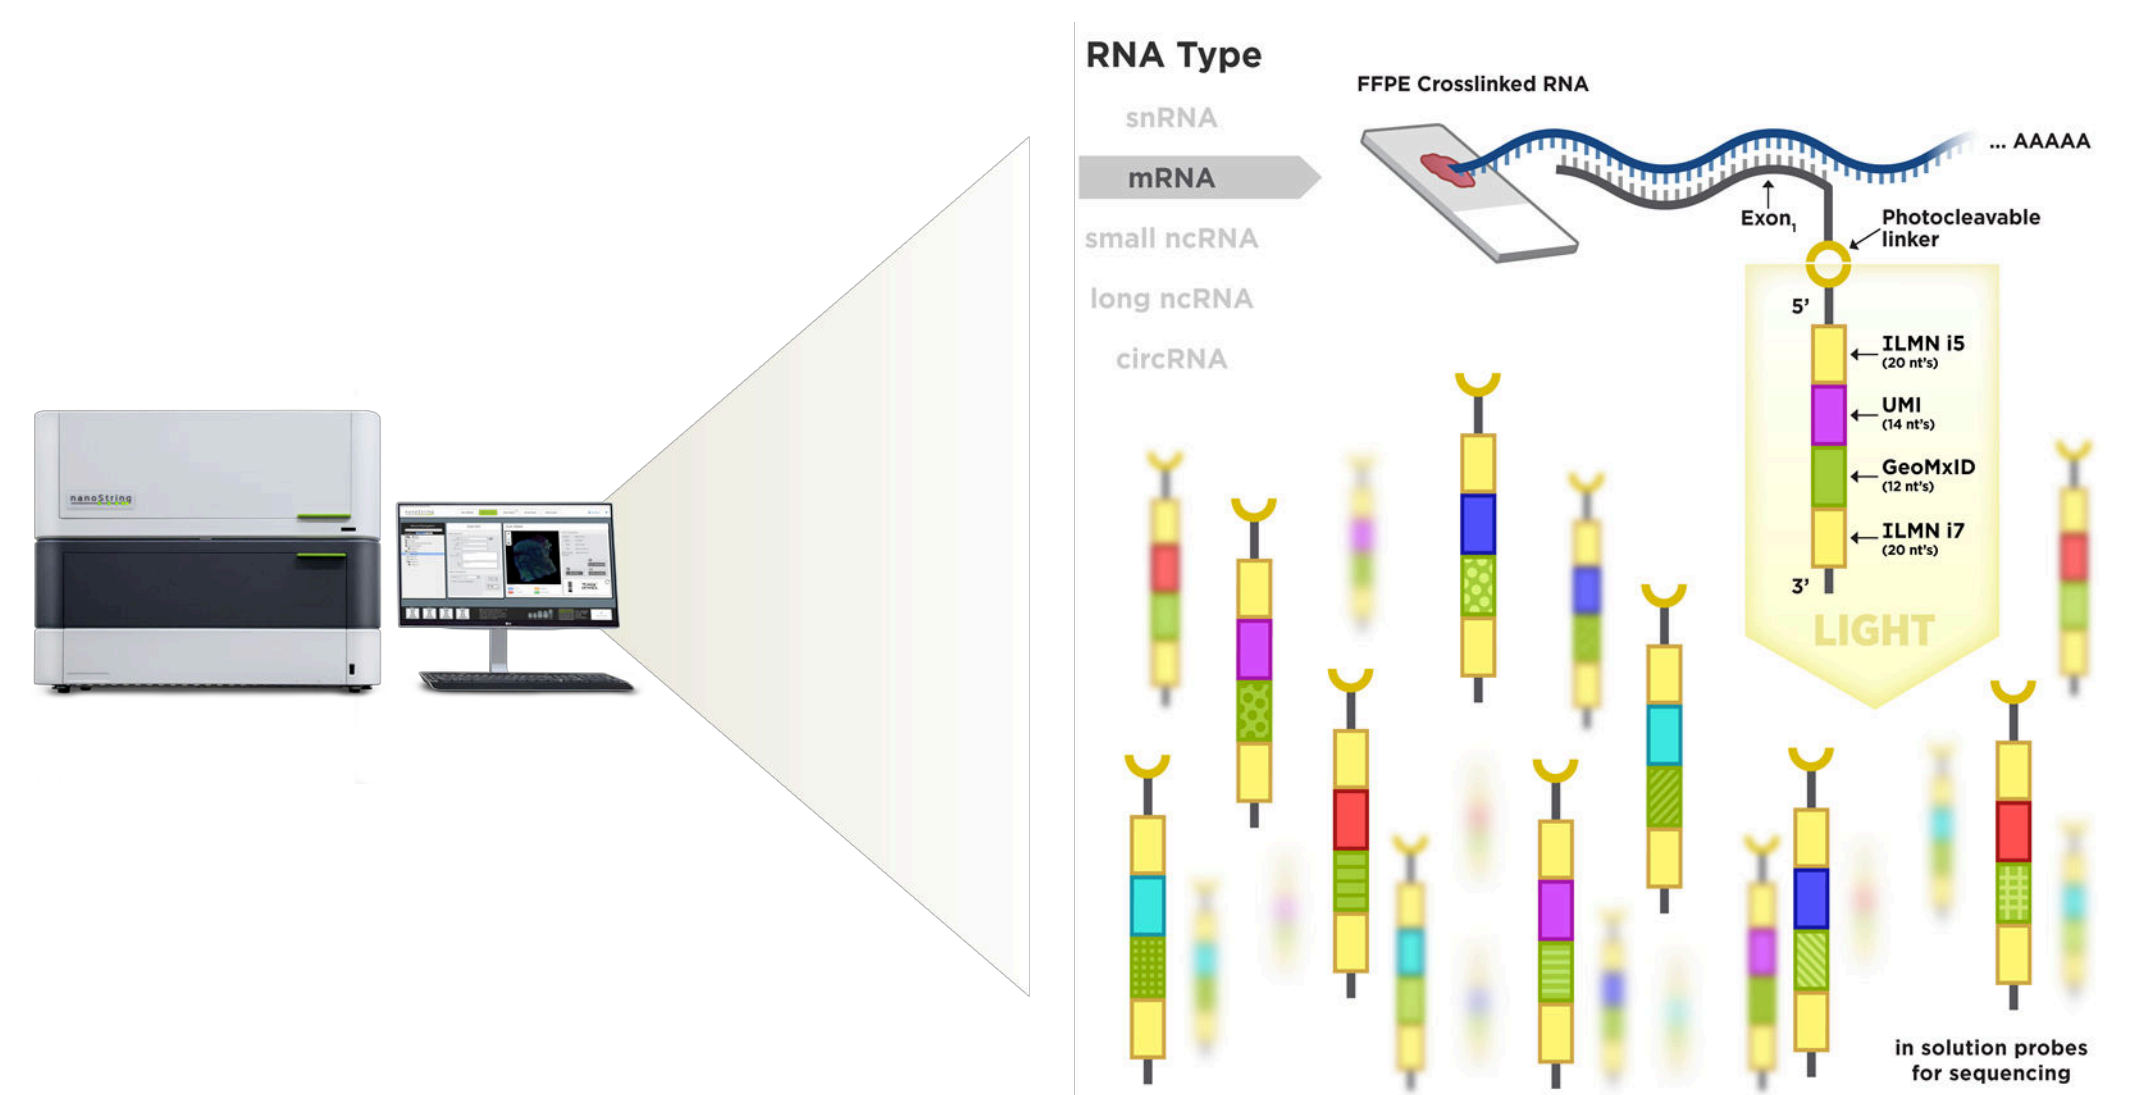 nanoString
RNA Type
snRNA
mRNA
small ncRNA
long ncRNA
circRNA
FFPE Crosslinked RNA
... AAAAA
Exon1
Photocleavable
linker
5’
ILMN i5
(20 nt's)
UMI
(14 nt's)
GeoMxID
(12 nt's)
ILMN i7
(20 nt's)
3’
LIGHT
in solution probes
for sequencing